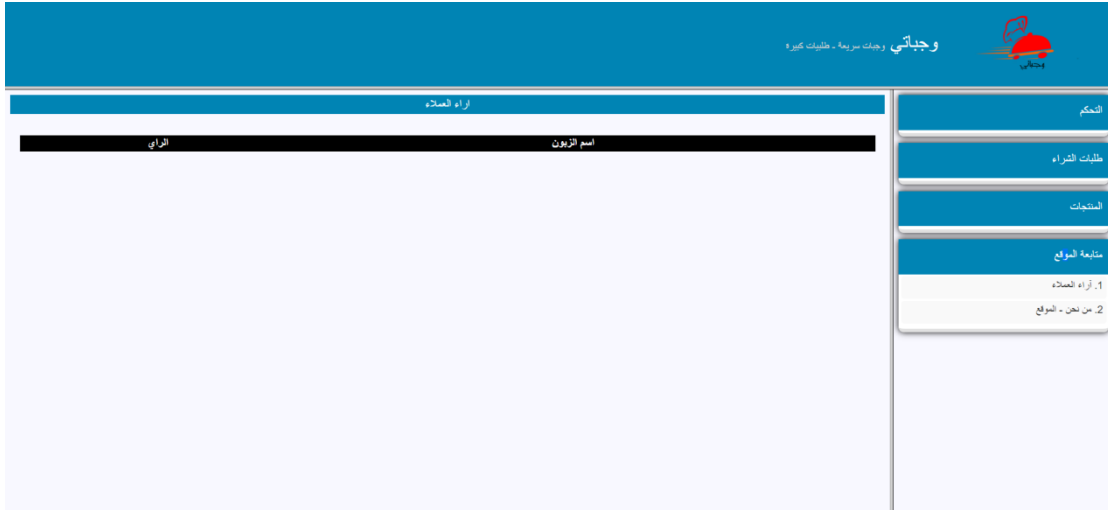 وجباتي
وجباتي وجبات سريعة - طلبيات كبيرة
التحكم
طلبات الشراء
المنتجات
متابعة الموقع
1. آراء العملاء
2. من نحن - الموقع
اراء العملاء
اسم الزبون الراي